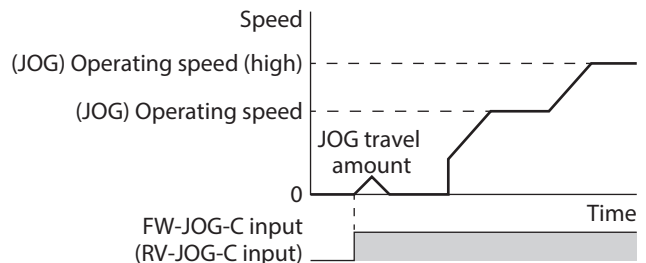 Speed
(JOG) Operating speed (high)
(JOG) Operating speed
JOG travel
amount
0
Time
FW-JOG-C input
(RV-JOG-C input)